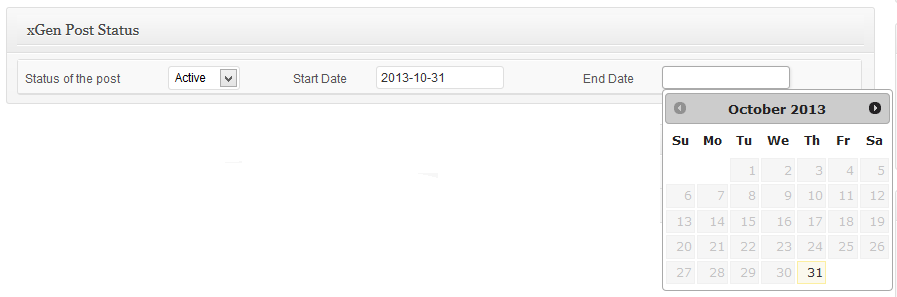 xGen Post Status
Status of the post Active Start Date 2013-10-31 End Date
October 2013
Su Mo Tu We Th Fr Sa
1 2 3 4 5
6 7 8 9 10 11 12
13 14 15 16 17 18 19
20 21 22 23 24 25 26
27 28 29 30 31